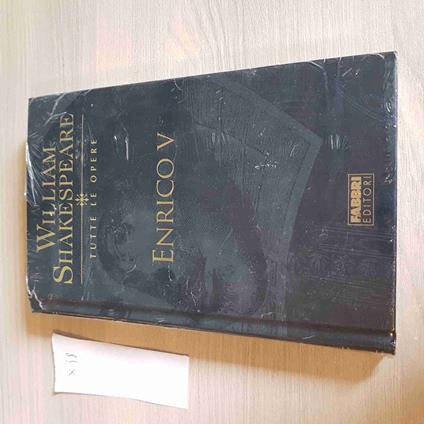 WILLIAM
SHAKESPEARE
TUTTE LE OPERE
ENRICO V
FABBRI
EDITORI